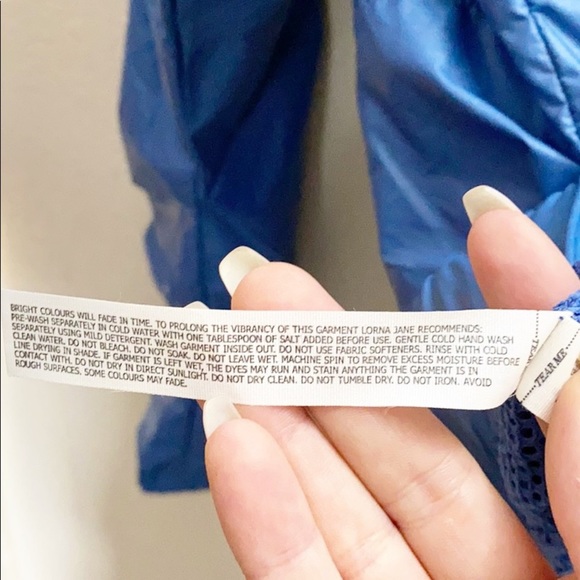 BRIGHT COLOURS WILL FADE IN TIME. TO PROLONG THE VIBRANCY OF THIS GARMENT LORNA JANE RECOMMENDS:
PRE-WASH SEPARATELY IN COLD WATER WITH ONE TABLESPOON OF SALT ADDED BEFORE USE. GENTLE COLD HAND WASH
SEPARATELY USING MILD DETERGENT. WASH GARMENT INSIDE OUT. DO NOT USE FABRIC SOFTENERS. RINSE WITH COLD
CLEAN WATER. DO NOT BLEACH. DO NOT SOAK. DO NOT LEAVE WET. MACHINE SPIN TO REMOVE EXCESS MOISTURE BEFORE
LINE DRYING IN SHADE. IF GARMENT IS LEFT WET, THE DYES MAY RUN AND STAIN ANYTHING THE GARMENT IS IN
CONTACT WITH. DO NOT DRY IN DIRECT SUNLIGHT. DO NOT DRY CLEAN. DO NOT TUMBLE DRY. DO NOT IRON. AVOID
ROUGH SURFACES. SOME COLOURS MAY FADE.
TEAR ME